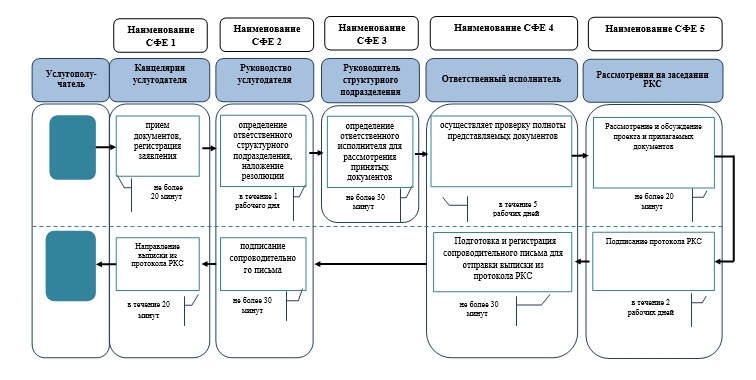 Наименование
СФЕ 1
Наименование
СФЕ 2
Наименование
СФЕ 3
Наименование СФЕ 4
Наименование СФЕ 5
Услугополу-
чатель
Канцелярия
услугодателя
Руководство
услугодателя
Руководитель
структурного
подразделения
Ответственный исполнитель
Рассмотрения на заседании
РКС
прием
документов,
регистрация
заявления
не более
20 минут
определение
ответственного
структурного
подразделения,
наложение
резолюции
в течение 1
рабочего дня
определение
ответственного
исполнителя для
рассмотрения
принятых
документов
не более 30
минут
осуществляет проверку полноты
представляемых документов
в течение 5
рабочих дней
Рассмотрение и обсуждение
проекта и прилагаемых
документов
не более 20
минут
Направление
выписки из
протокола РКС
в течение 20
минут
подписание
сопроводительно
го письма
не более 30
минут
Подготовка и регистрация
сопроводительного письма для
отправки выписки из
протокола РКС
не более 30
минут
Подписание протокола РКС
в течение 2
рабочих дней